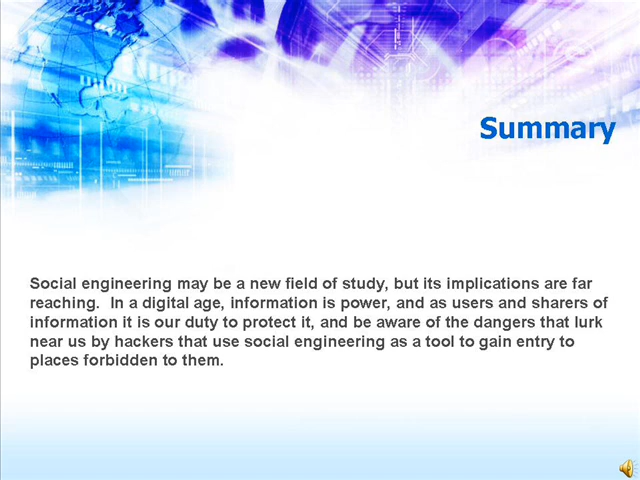 Summary
Social engineering may be a new field of study, but its implications are far
reaching.  In a digital age, information is power, and as users and sharers of
information it is our duty to protect it, and be aware of the dangers that lurk
near us by hackers that use social engineering as a tool to gain entry to
places forbidden to them.